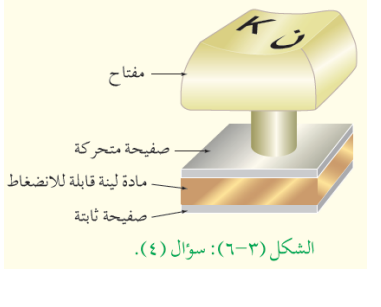 K ن
مفتاح
صفيحة متحركة
مادة لينة قابلة للانضغاط
صفيحة ثابتة
الشكل (٣-٦): سؤال (٤).